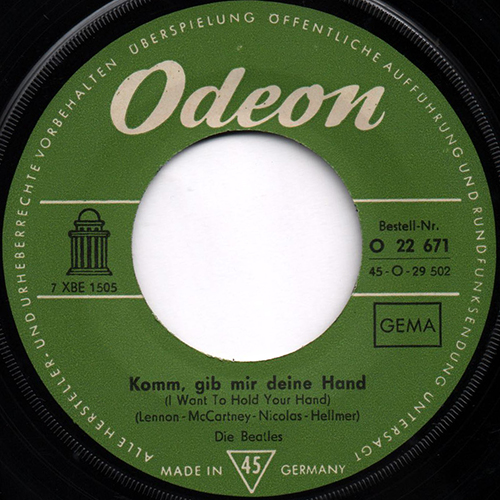 ALLE HERSTELLER- UND URHEBERRECHTE VORBEHALTEN ÜBERSPIELUNG ÖFFENTLICHE AUFFÜHRUNG UND RUNDFUNKSENDUNG UNTERSAGT
Odeon
Bestell-Nr.
O 22 671
45-O-29 502
7 XBE 1505
GEMA
Komm, gib mir deine Hand
(I Want To Hold Your Hand)
(Lennon-McCartney-Nicolas-Hellmer)
Die Beatles
MADE IN 45 GERMANY